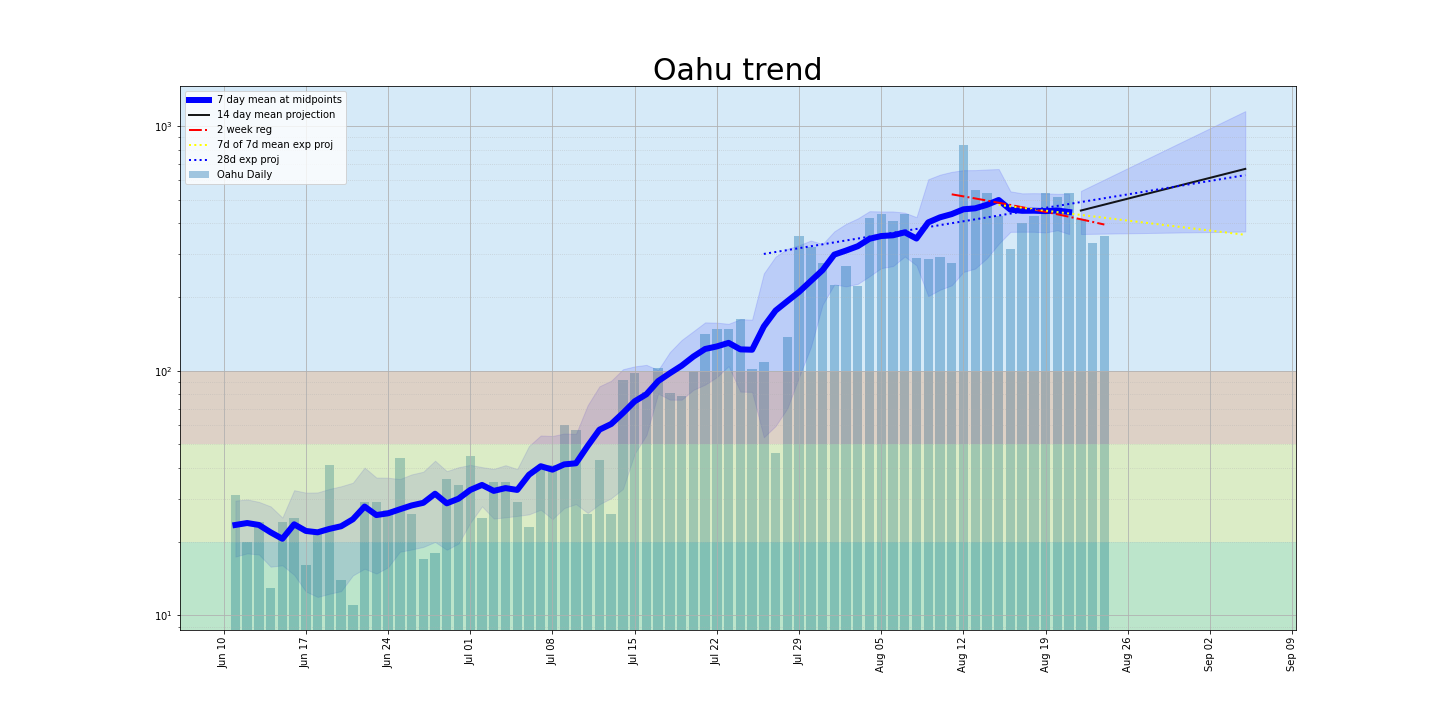 Oahu trend
7 day mean at midpoints
14 day mean projection
2 week reg
7d of 7d mean exp proj
28d exp proj
Oahu Daily
10³
10²
10¹
Jun 10
Jun 17
Jun 24
Jul 01
Jul 08
Jul 15
Jul 22
Jul 29
Aug 05
Aug 12
Aug 19
Aug 26
Sep 02
Sep 09